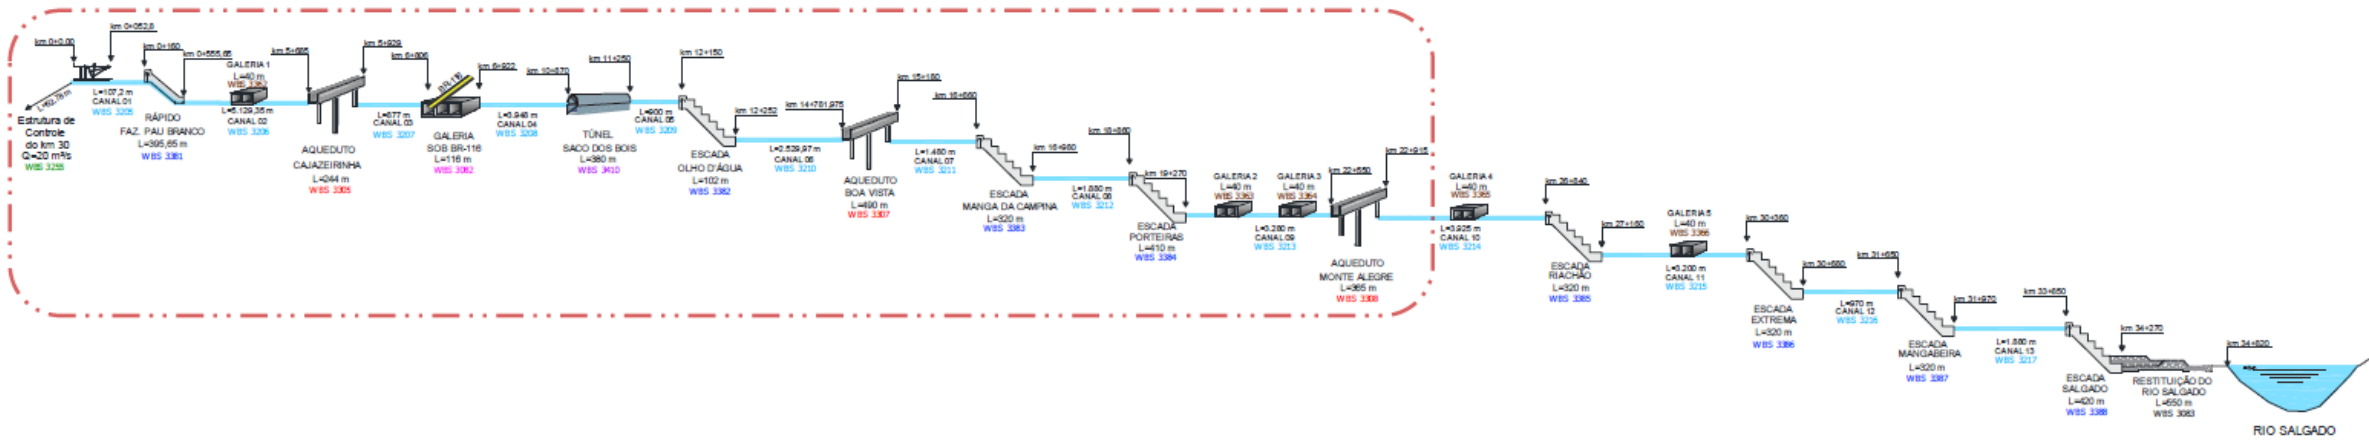 km 0+0.00
km 0+052,8
L=52,78 m
Estrutura de
Controle
do km 30
Q=20 m³/s
WBS 3255
L=107,2 m
CANAL 01
WBS 3205
km 0+160
km 0+555,65
RÁPIDO
FAZ. PAU BRANCO
L=395,65 m
WBS 3381
GALERIA 1
L=40 m
WBS 3362
L=5.129,35 m
CANAL 02
WBS 3206
km 5+685
km 5+929
AQUEDUTO
CAJAZEIRINHA
L=244 m
WBS 3305
L=877 m
CANAL 03
WBS 3207
km 6+806
BR-116
km 6+922
GALERIA
SOB BR-116
L=116 m
WBS 3082
L=3.948 m
CANAL 04
WBS 3208
km 10+870
km 11+250
TÚNEL
SACO DOS BOIS
L=380 m
WBS 3410
L=900 m
CANAL 05
WBS 3209
km 12+150
km 12+252
ESCADA
OLHO D'ÁGUA
L=102 m
WBS 3382
L=2.529,97 m
CANAL 06
WBS 3210
km 14+781,975
km 15+180
AQUEDUTO
BOA VISTA
L=490 m
WBS 3307
L=1.480 m
CANAL 07
WBS 3211
km 16+660
km 16+980
ESCADA
MANGA DA CAMPINA
L=320 m
WBS 3383
L=1.880 m
CANAL 08
WBS 3212
km 18+860
km 19+270
ESCADA
PORTEIRAS
L=410 m
WBS 3384
GALERIA 2
L=40 m
WBS 3363
GALERIA 3
L=40 m
WBS 3364
L=3.280 m
CANAL 09
WBS 3213
km 22+550
km 22+915
AQUEDUTO
MONTE ALEGRE
L=365 m
WBS 3308
GALERIA 4
L=40 m
WBS 3365
L=3.925 m
CANAL 10
WBS 3214
km 26+840
km 27+160
ESCADA
RIACHÃO
L=320 m
WBS 3385
GALERIA 5
L=40 m
WBS 3366
L=3.200 m
CANAL 11
WBS 3215
km 30+360
km 30+680
ESCADA
EXTREMA
L=320 m
WBS 3386
L=970 m
CANAL 12
WBS 3216
km 31+650
km 31+970
ESCADA
MANGABEIRA
L=320 m
WBS 3387
L=1.880 m
CANAL 13
WBS 3217
km 33+850
km 34+270
ESCADA
SALGADO
L=420 m
WBS 3388
RESTITUIÇÃO DO
RIO SALGADO
L=550 m
WBS 3083
km 34+820
RIO SALGADO